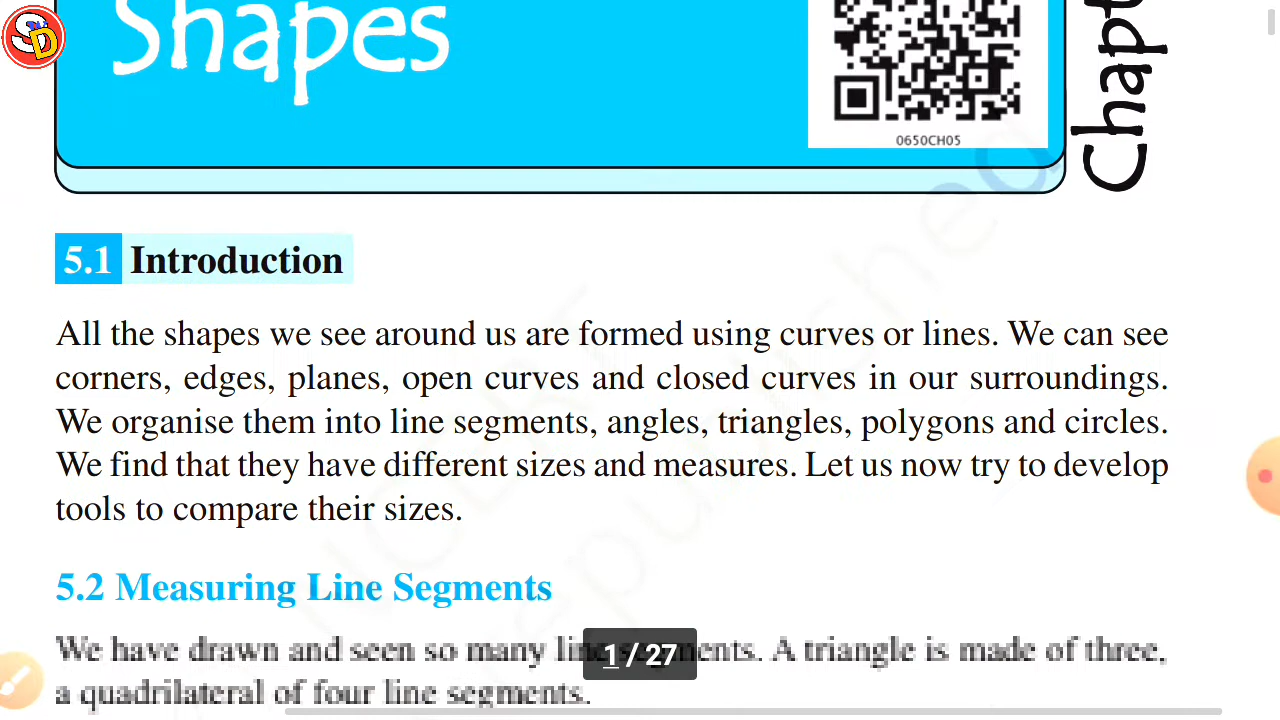 SD
Shapes
Chapt
0650CH05
5.1 Introduction
All the shapes we see around us are formed using curves or lines. We can see
corners, edges, planes, open curves and closed curves in our surroundings.
We organise them into line segments, angles, triangles, polygons and circles.
We find that they have different sizes and measures. Let us now try to develop
tools to compare their sizes.
5.2 Measuring Line Segments
We have drawn and seen so many line segments. A triangle is made of three,
a quadrilateral of four line segments.
1 / 27